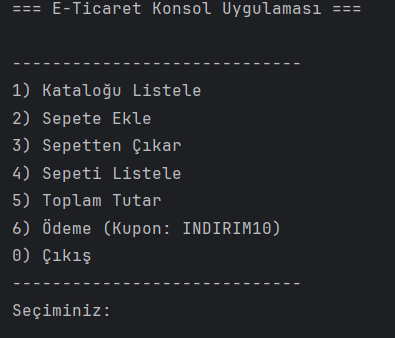 === E-Ticaret Konsol Uygulaması ===
-----------------------------
1) Kataloğu Listele
2) Sepete Ekle
3) Sepetten Çıkar
4) Sepeti Listele
5) Toplam Tutar
6) Ödeme (Kupon: INDIRIM10)
0) Çıkış
-----------------------------
Seçiminiz: